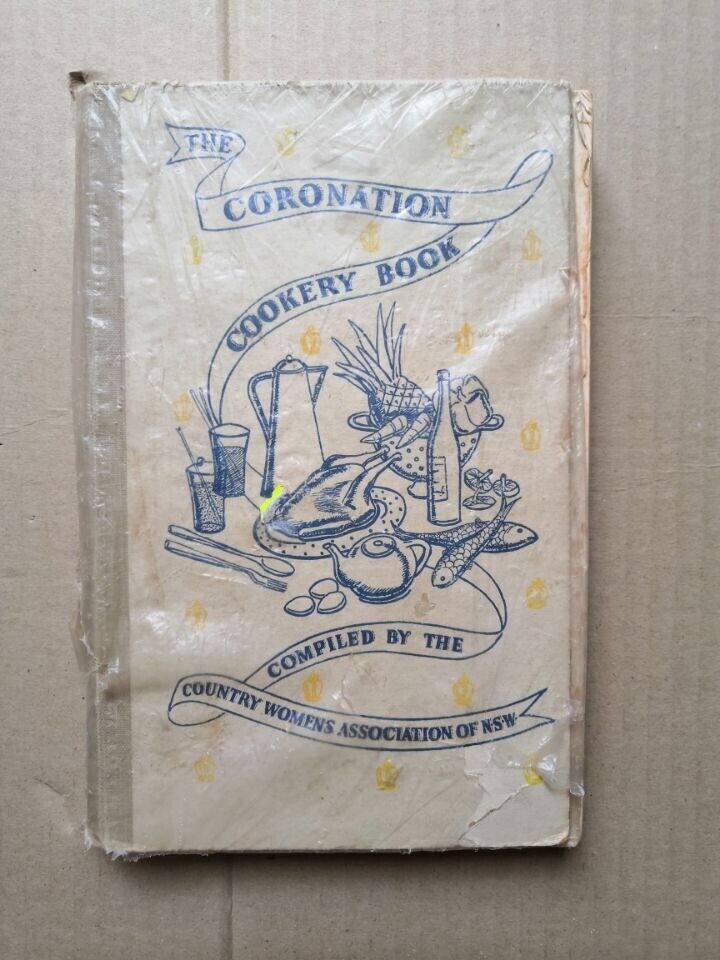 THE
CORONATION
COOKERY BOOK
COMPILED BY THE
COUNTRY WOMENS ASSOCIATION OF N·S·W·